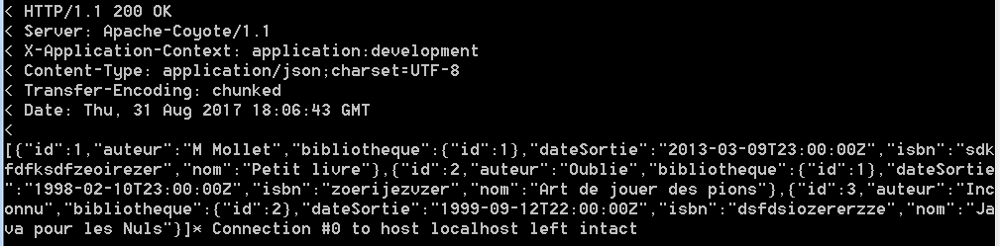 < HTTP/1.1 200 OK
< Server: Apache-Coyote/1.1
< X-Application-Context: application:development
< Content-Type: application/json;charset=UTF-8
< Transfer-Encoding: chunked
< Date: Thu, 31 Aug 2017 18:06:43 GMT
<
[{"id":1,"auteur":"M Mollet","bibliotheque":{"id":1},"dateSortie":"2013-03-09T23:00:00Z","isbn":"sdk
fdfksdfzeoirezer","nom":"Petit livre"},{"id":2,"auteur":"Oublie","bibliotheque":{"id":1},"dateSortie
":"1998-02-10T23:00:00Z","isbn":"zoerijezvzer","nom":"Art de jouer des pions"},{"id":3,"auteur":"Inc
onnu","bibliotheque":{"id":2},"dateSortie":"1999-09-12T22:00:00Z","isbn":"dsfdsiozererzze","nom":"Ja
va pour les Nuls"}]* Connection #0 to host localhost left intact